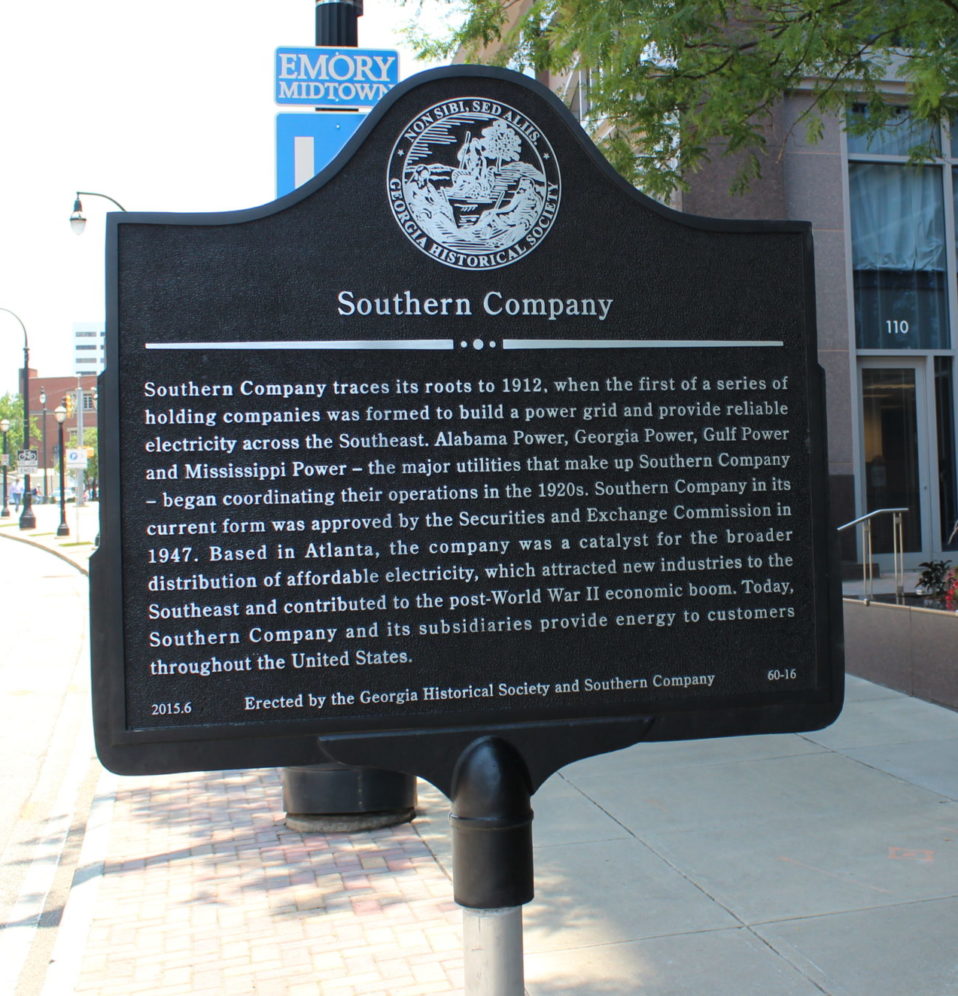 EMORY
MIDTOWN
NON SIBI, SED ALIIS.
GEORGIA HISTORICAL SOCIETY
Southern Company
110
Southern Company traces its roots to 1912, when the first of a series of
holding companies was formed to build a power grid and provide reliable
electricity across the Southeast. Alabama Power, Georgia Power, Gulf Power
and Mississippi Power – the major utilities that make up Southern Company
– began coordinating their operations in the 1920s. Southern Company in its
current form was approved by the Securities and Exchange Commission in
1947. Based in Atlanta, the company was a catalyst for the broader
distribution of affordable electricity, which attracted new industries to the
Southeast and contributed to the post-World War II economic boom. Today,
Southern Company and its subsidiaries provide energy to customers
throughout the United States.
2015.6 Erected by the Georgia Historical Society and Southern Company 60-16